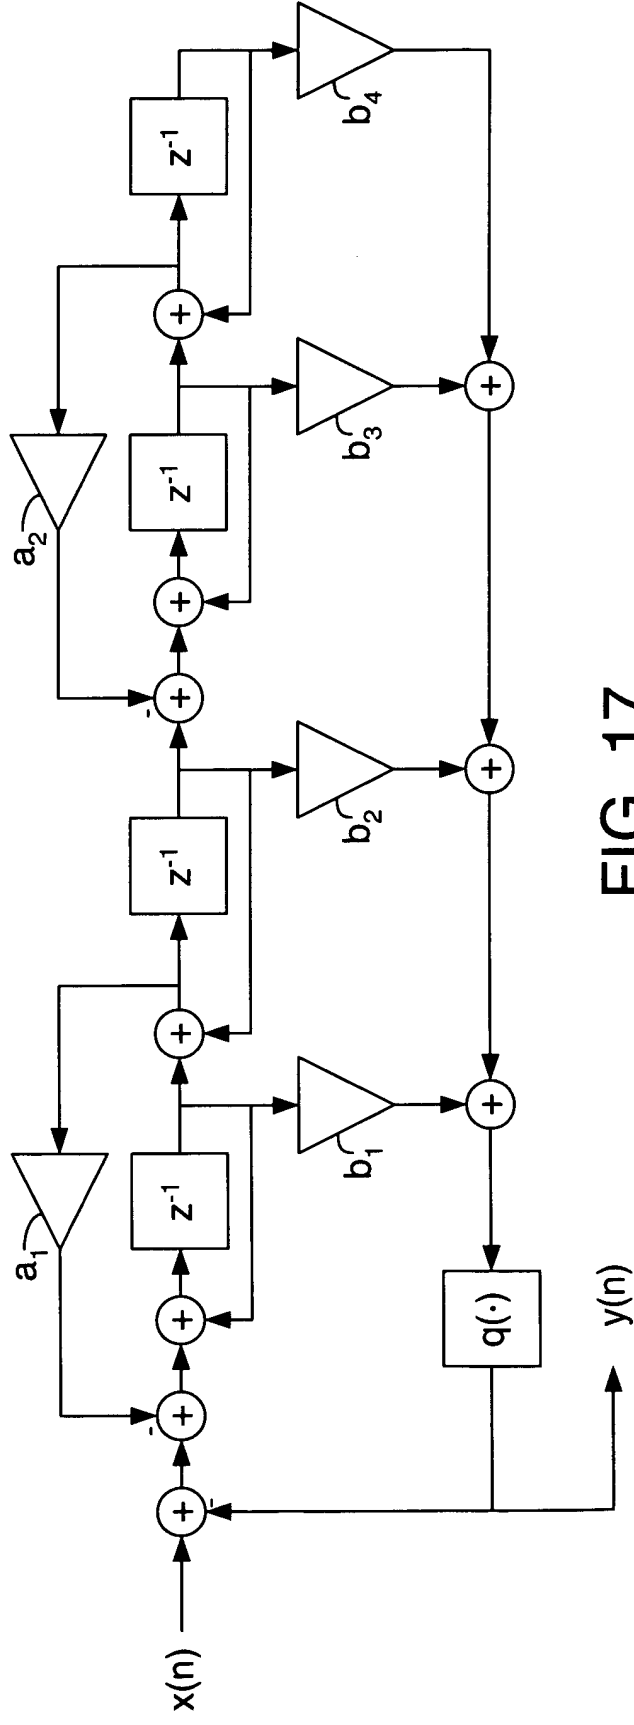 a₁
a₂
x(n)
+
-
+
-
+
z⁻¹
+
z⁻¹
+
-
+
z⁻¹
+
z⁻¹
b₁
b₂
b₃
b₄
q(·)
+
+
+
y(n)
FIG. 17